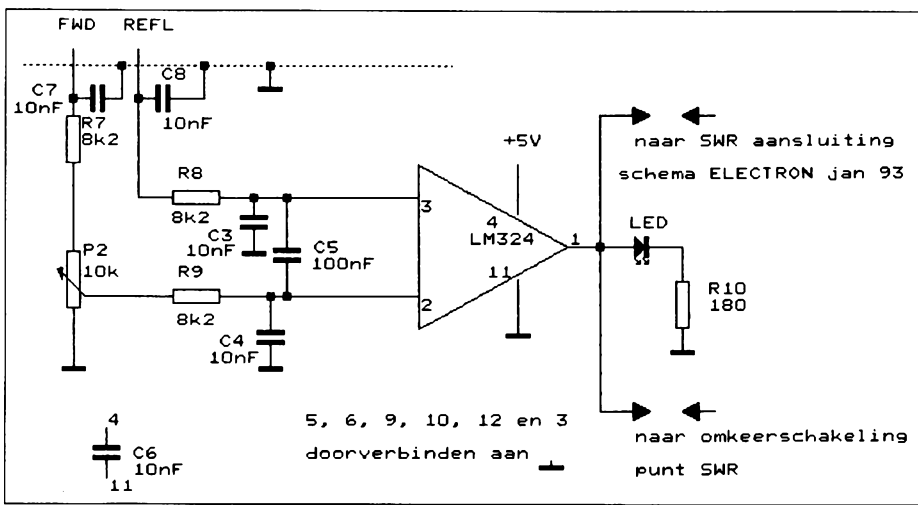 FWD
REFL
C7
10nF
C8
10nF
R7
8k2
R8
8k2
C3
10nF
C5
100nF
P2
10k
R9
8k2
C4
10nF
3
2
4
LM324
11
1
+5V
naar SWR aansluiting
schema ELECTRON jan 93
LED
R10
180
4
C6
10nF
11
5, 6, 9, 10, 12 en 3
doorverbinden aan
naar omkeerschakeling
punt SWR